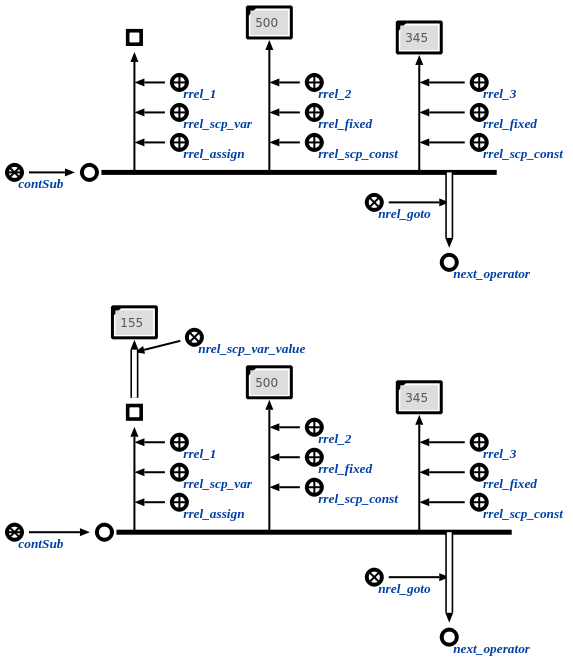 500
345
rrel_1
rrel_2
rrel_3
rrel_scp_var
rrel_fixed
rrel_fixed
rrel_assign
rrel_scp_const
rrel_scp_const
contSub
nrel_goto
next_operator
155
nrel_scp_var_value
500
345
rrel_2
rrel_1
rrel_3
rrel_fixed
rrel_scp_var
rrel_fixed
rrel_scp_const
rrel_assign
rrel_scp_const
contSub
nrel_goto
next_operator